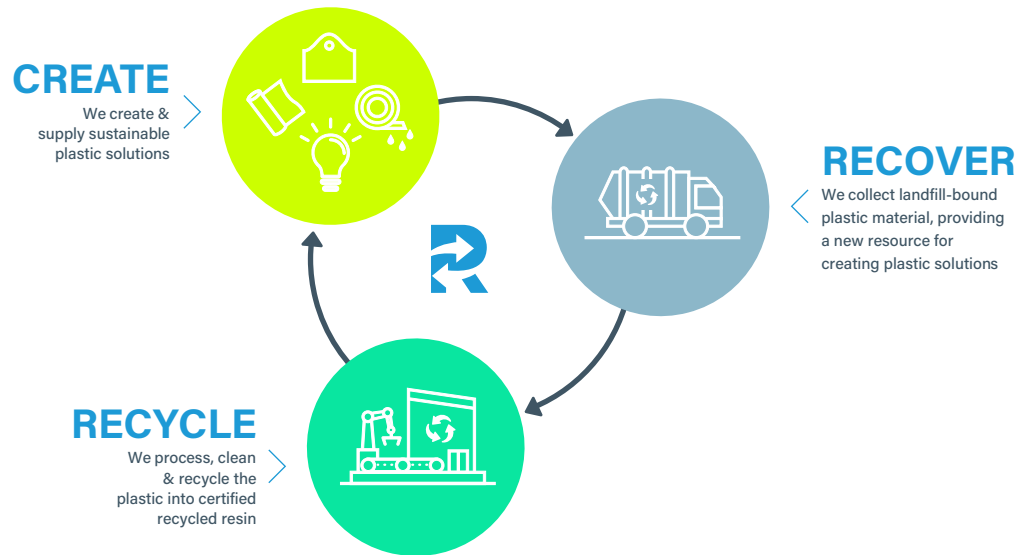 CREATE
We create &
supply sustainable
plastic solutions
RECOVER
We collect landfill-bound
plastic material, providing
a new resource for
creating plastic solutions
R
RECYCLE
We process, clean
& recycle the
plastic into certified
recycled resin